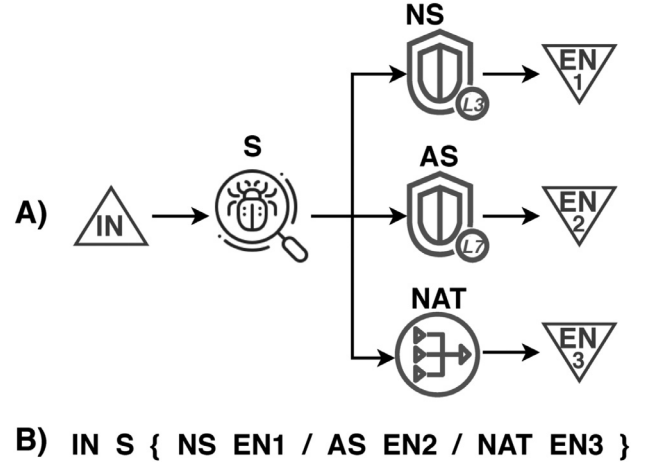 NS
L3
EN
1
S
AS
A)
IN
L7
EN
2
NAT
EN
3
B) IN S { NS EN1 / AS EN2 / NAT EN3 }